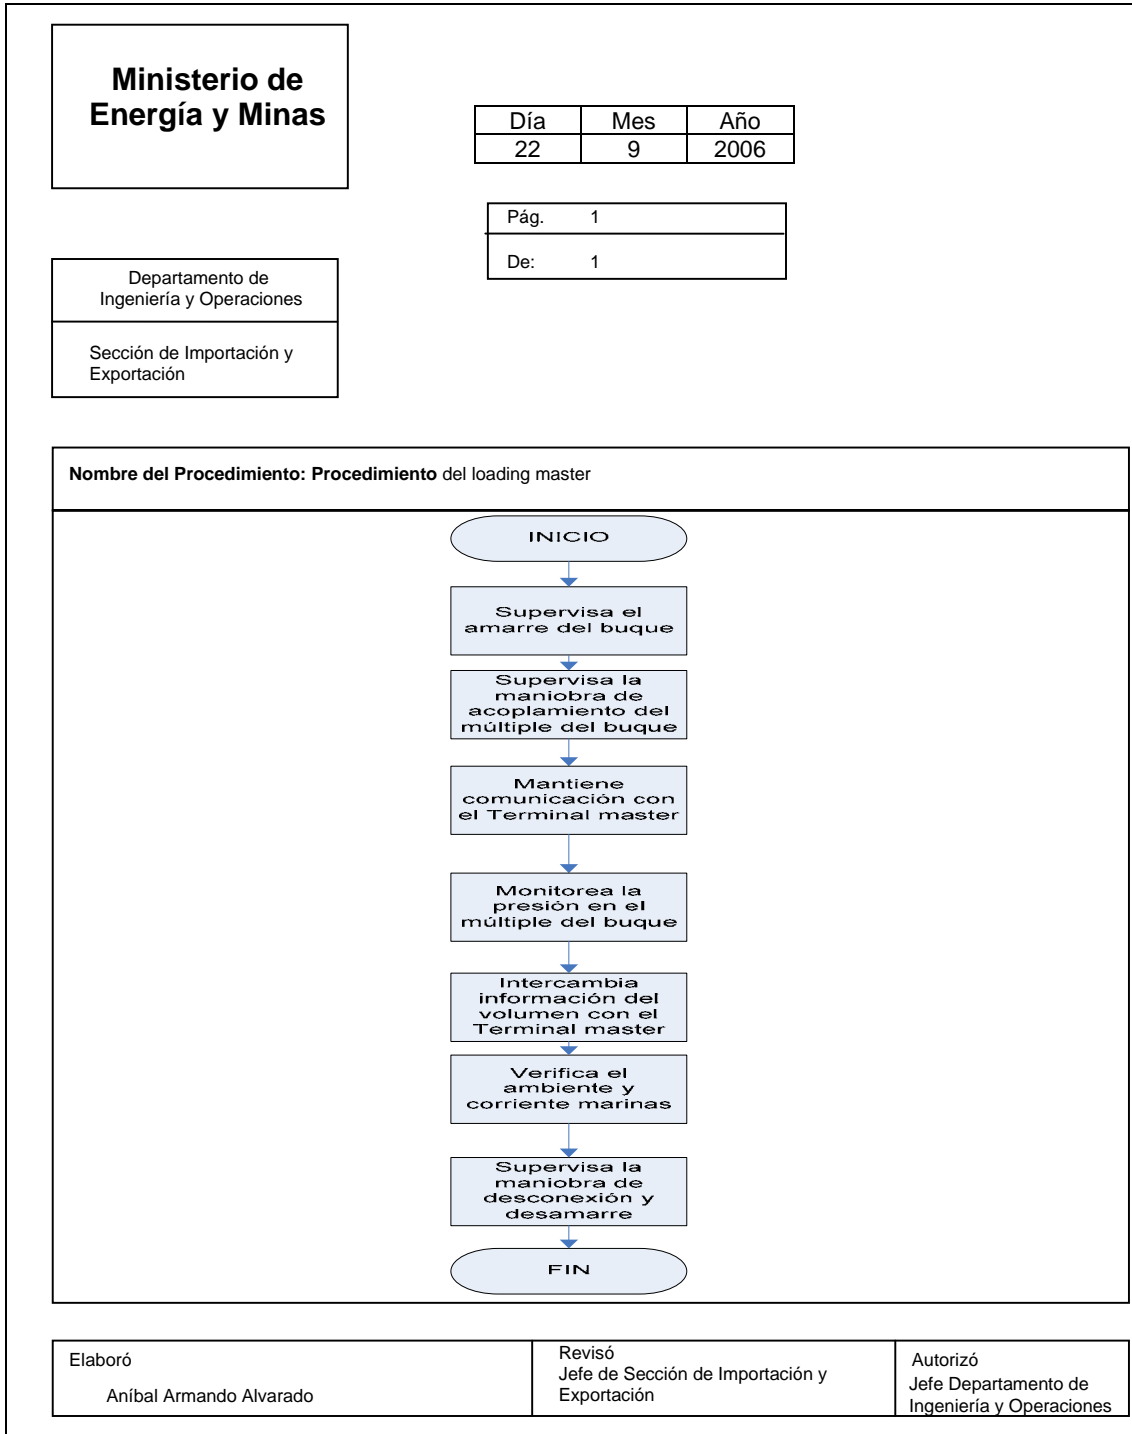 Ministerio de
Energía y Minas
Día Mes Año
22 9 2006
Pág. 1
De: 1
Departamento de
Ingeniería y Operaciones
Sección de Importación y
Exportación
Nombre del Procedimiento: Procedimiento del loading master
INICIO
Supervisa el
amarre del buque
Supervisa la
maniobra de
acoplamiento del
múltiple del buque
Mantiene
comunicación con
el Terminal master
Monitorea la
presión en el
múltiple del buque
Intercambia
información del
volumen con el
Terminal master
Verifica el
ambiente y
corriente marinas
Supervisa la
maniobra de
desconexión y
desamarre
FIN
Elaboró
Aníbal Armando Alvarado
Revisó
Jefe de Sección de Importación y
Exportación
Autorizó
Jefe Departamento de
Ingeniería y Operaciones